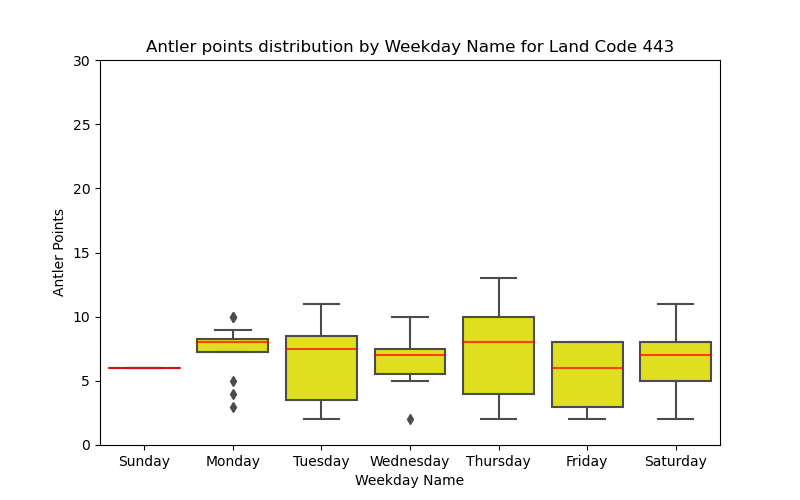 Antler points distribution by Weekday Name for Land Code 443
30
25
20
15
10
5
0
Antler Points
Sunday Monday Tuesday Wednesday Thursday Friday Saturday
Weekday Name